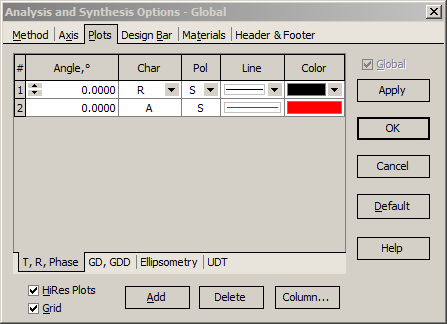 Analysis and Synthesis Options - Global
Method Axis Plots Design Bar Materials Header & Footer
# Angle,° Char Pol Line Color
1 0.0000 R S
2 0.0000 A S
Global
Apply
OK
Cancel
Default
Help
T, R, Phase GD, GDD Ellipsometry UDT
HiRes Plots
Grid
Add Delete Column...